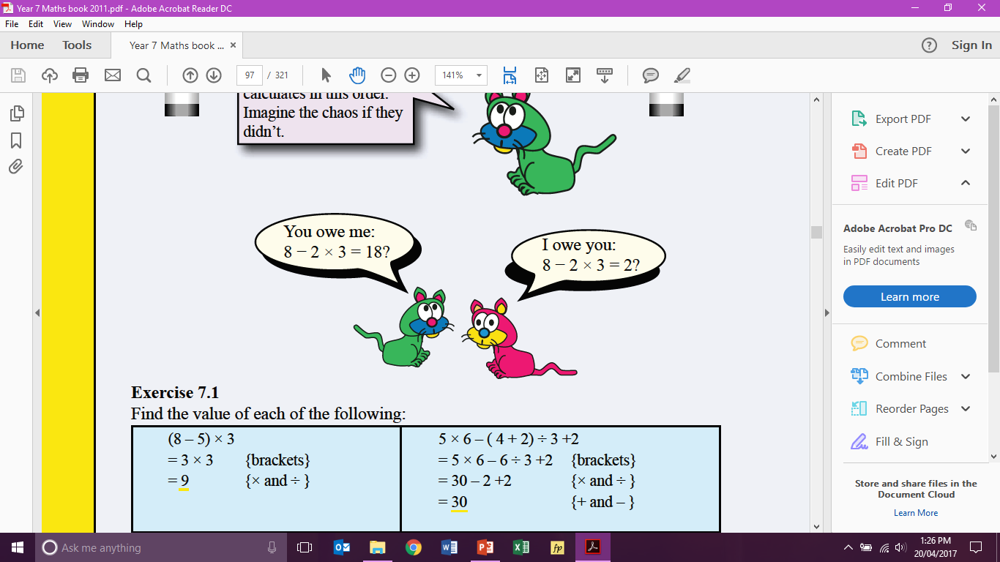 Year 7 Maths book 2011.pdf - Adobe Acrobat Reader DC
File Edit View Window Help
Home Tools Year 7 Maths book ... × ? Sign In
97 / 321 141%
calculates in this order.
Imagine the chaos if they
didn't.
You owe me:
8 − 2 × 3 = 18?
I owe you:
8 − 2 × 3 = 2?
Exercise 7.1
Find the value of each of the following:
(8 – 5) × 3
= 3 × 3 {brackets}
= 9 {× and ÷ }
5 × 6 – ( 4 + 2) ÷ 3 +2
= 5 × 6 – 6 ÷ 3 +2 {brackets}
= 30 – 2 +2 {× and ÷ }
= 30 {+ and – }
Export PDF
Create PDF
Edit PDF
Adobe Acrobat Pro DC
Easily edit text and images
in PDF documents
Learn more
Comment
Combine Files
Reorder Pages
Fill & Sign
Store and share files in the
Document Cloud
Learn More
Ask me anything
1:26 PM
20/04/2017